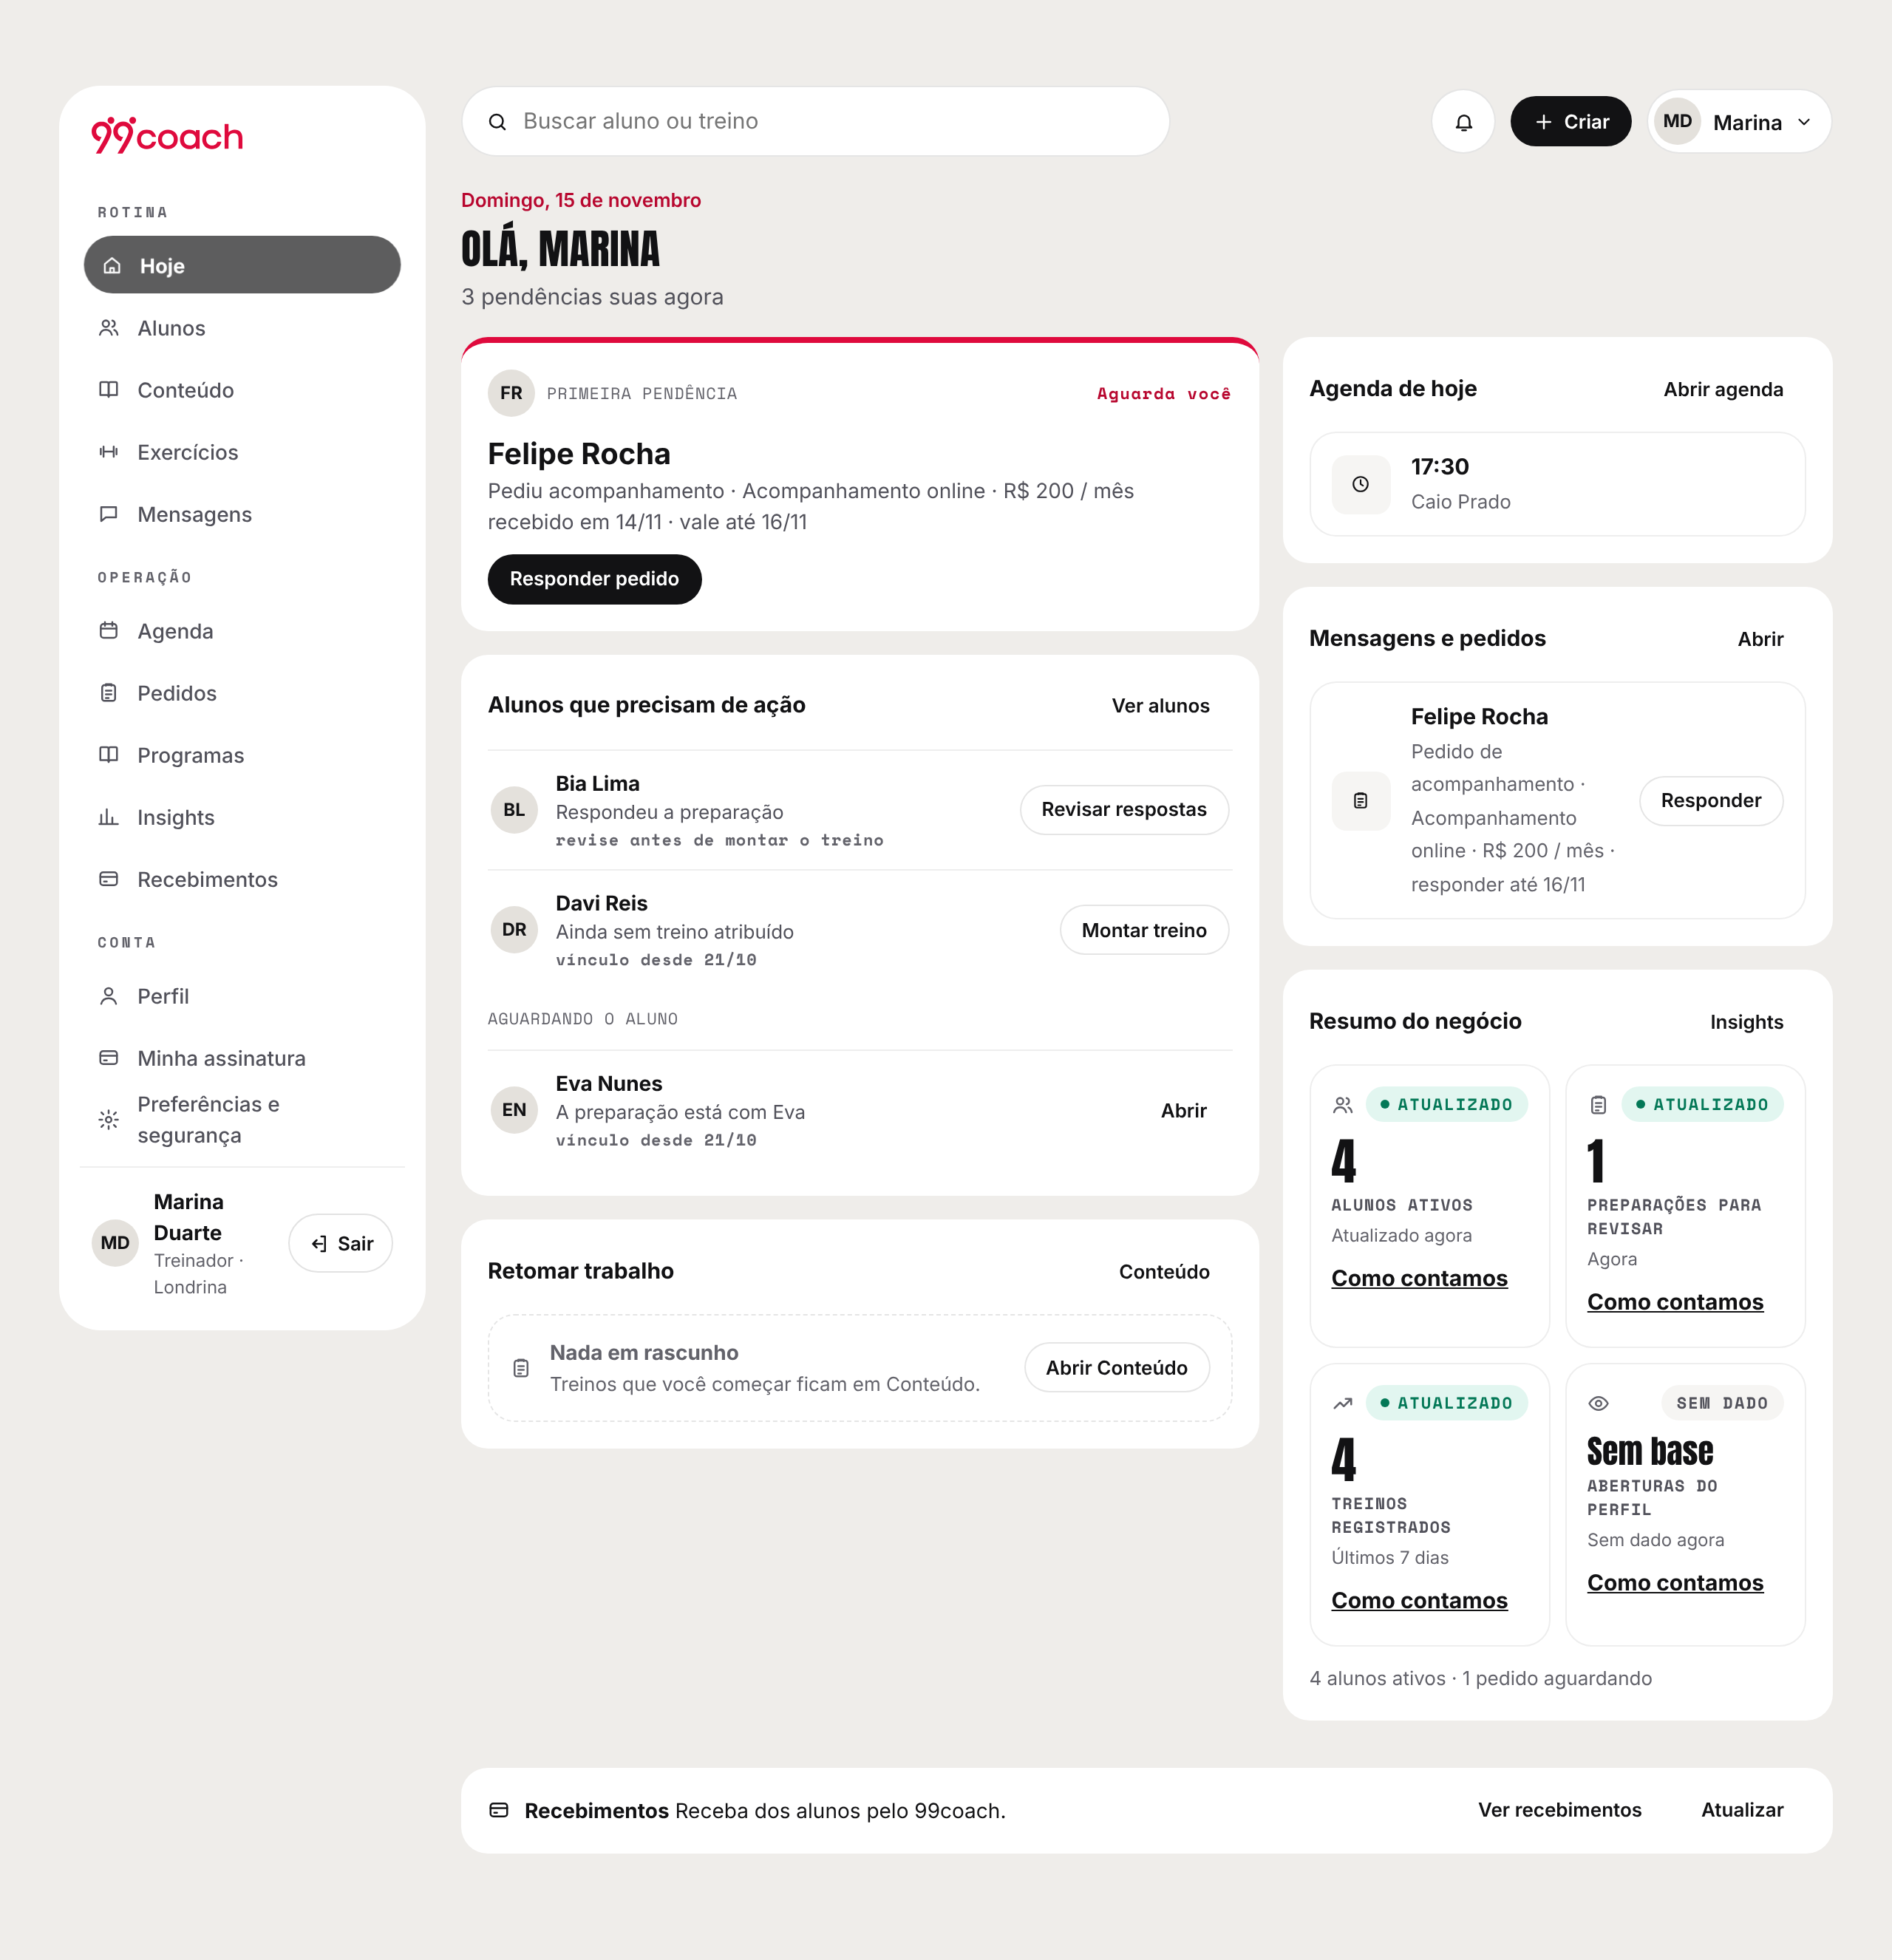 99coach
ROTINA
Hoje
Alunos
Conteúdo
Exercícios
Mensagens
OPERAÇÃO
Agenda
Pedidos
Programas
Insights
Recebimentos
CONTA
Perfil
Minha assinatura
Preferências e
segurança
MD
Marina
Duarte
Treinador ·
Londrina
Sair
Buscar aluno ou treino
Criar
MD
Marina
Domingo, 15 de novembro
OLÁ, MARINA
3 pendências suas agora
FR
PRIMEIRA PENDÊNCIA
Aguarda você
Felipe Rocha
Pediu acompanhamento · Acompanhamento online · R$ 200 / mês
recebido em 14/11 · vale até 16/11
Responder pedido
Alunos que precisam de ação
Ver alunos
BL
Bia Lima
Respondeu a preparação
revise antes de montar o treino
Revisar respostas
DR
Davi Reis
Ainda sem treino atribuído
vínculo desde 21/10
Montar treino
AGUARDANDO O ALUNO
EN
Eva Nunes
A preparação está com Eva
vínculo desde 21/10
Abrir
Retomar trabalho
Conteúdo
Nada em rascunho
Treinos que você começar ficam em Conteúdo.
Abrir Conteúdo
Agenda de hoje
Abrir agenda
17:30
Caio Prado
Mensagens e pedidos
Abrir
Felipe Rocha
Pedido de
acompanhamento ·
Acompanhamento
online · R$ 200 / mês ·
responder até 16/11
Responder
Resumo do negócio
Insights
ATUALIZADO
4
ALUNOS ATIVOS
Atualizado agora
Como contamos
ATUALIZADO
1
PREPARAÇÕES PARA
REVISAR
Agora
Como contamos
ATUALIZADO
4
TREINOS
REGISTRADOS
Últimos 7 dias
Como contamos
SEM DADO
Sem base
ABERTURAS DO
PERFIL
Sem dado agora
Como contamos
4 alunos ativos · 1 pedido aguardando
Recebimentos Receba dos alunos pelo 99coach.
Ver recebimentos
Atualizar